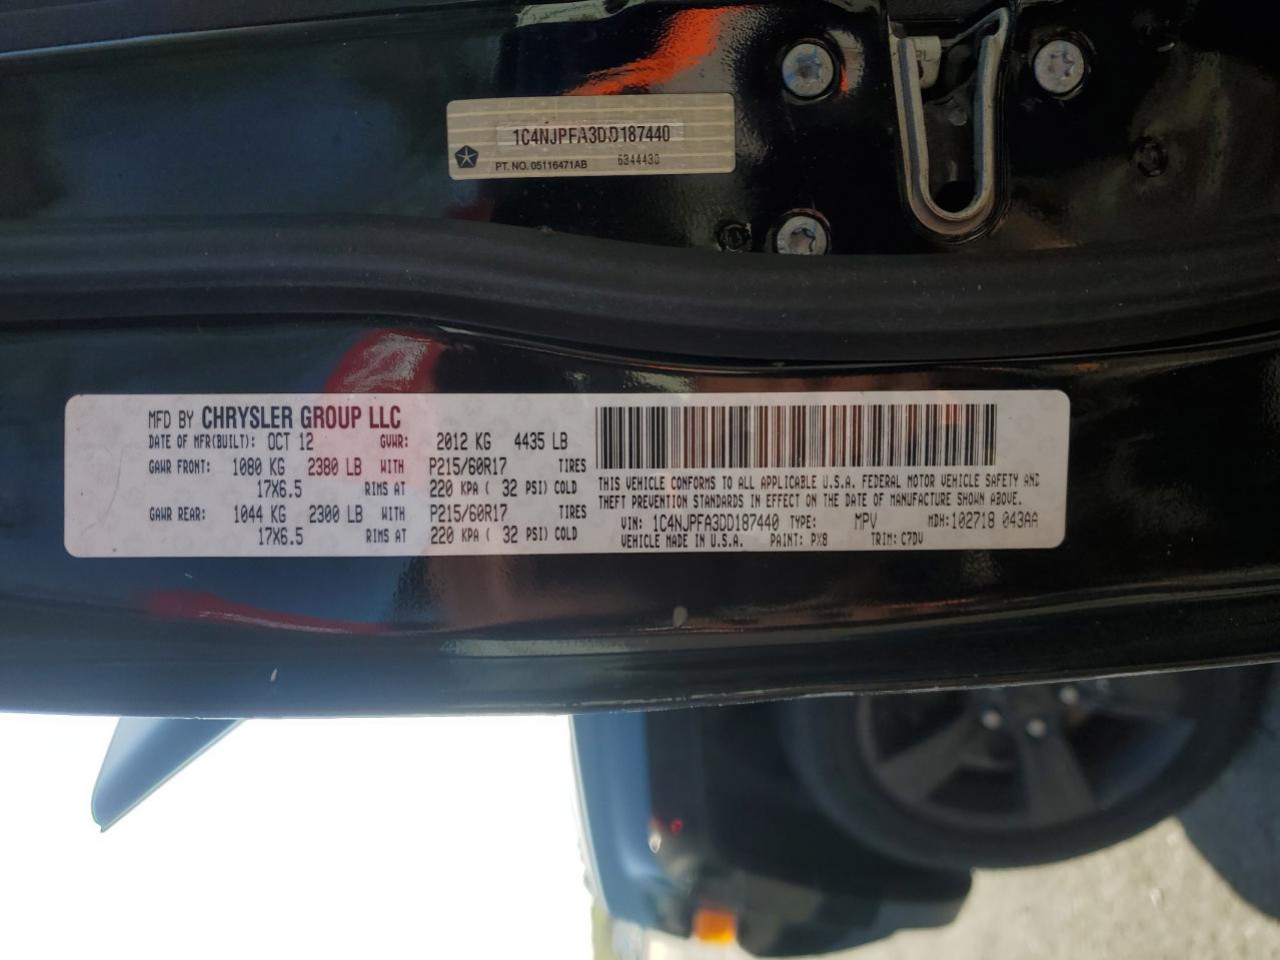 1C4NJPFA3DD187440
PT. NO. 05116471AB 6344430
MFD BY CHRYSLER GROUP LLC
DATE OF MFR(BUILT): OCT 12 GVWR: 2012 KG 4435 LB
GAWR FRONT: 1080 KG 2380 LB WITH P215/60R17 TIRES
17X6.5 RIMS AT 220 KPA ( 32 PSI) COLD
GAWR REAR: 1044 KG 2300 LB WITH P215/60R17 TIRES
17X6.5 RIMS AT 220 KPA ( 32 PSI) COLD
THIS VEHICLE CONFORMS TO ALL APPLICABLE U.S.A. FEDERAL MOTOR VEHICLE SAFETY AND
THEFT PREVENTION STANDARDS IN EFFECT ON THE DATE OF MANUFACTURE SHOWN ABOVE.
VIN: 1C4NJPFA3DD187440 TYPE: MPV MDH:102718 043AA
VEHICLE MADE IN U.S.A. PAINT: PX8 TRIM: C7DV